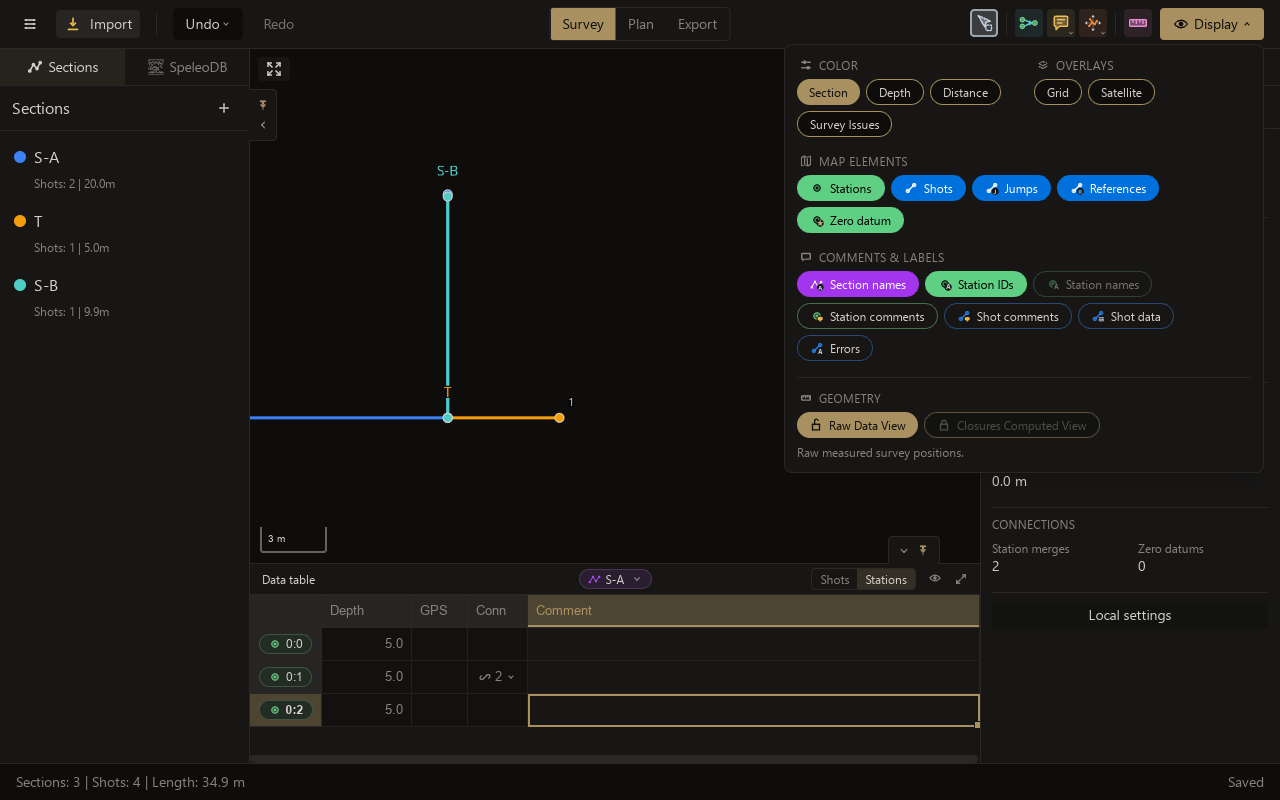 Import
Undo
Redo
Survey
Plan
Export
Display
Sections
SpeleoDB
Sections
S-A
Shots: 2 | 20.0m
T
Shots: 1 | 5.0m
S-B
Shots: 1 | 9.9m
S-B
T
1
3 m
COLOR
Section
Depth
Distance
Survey Issues
OVERLAYS
Grid
Satellite
MAP ELEMENTS
Stations
Shots
Jumps
References
Zero datum
COMMENTS & LABELS
Section names
Station IDs
Station names
Station comments
Shot comments
Shot data
Errors
GEOMETRY
Raw Data View
Closures Computed View
Raw measured survey positions.
0.0 m
CONNECTIONS
Station merges
Zero datums
2
0
Local settings
Data table
S-A
Shots
Stations
Depth
GPS
Conn
Comment
0:0
5.0
0:1
5.0
2
0:2
5.0
Sections: 3 | Shots: 4 | Length: 34.9 m
Saved